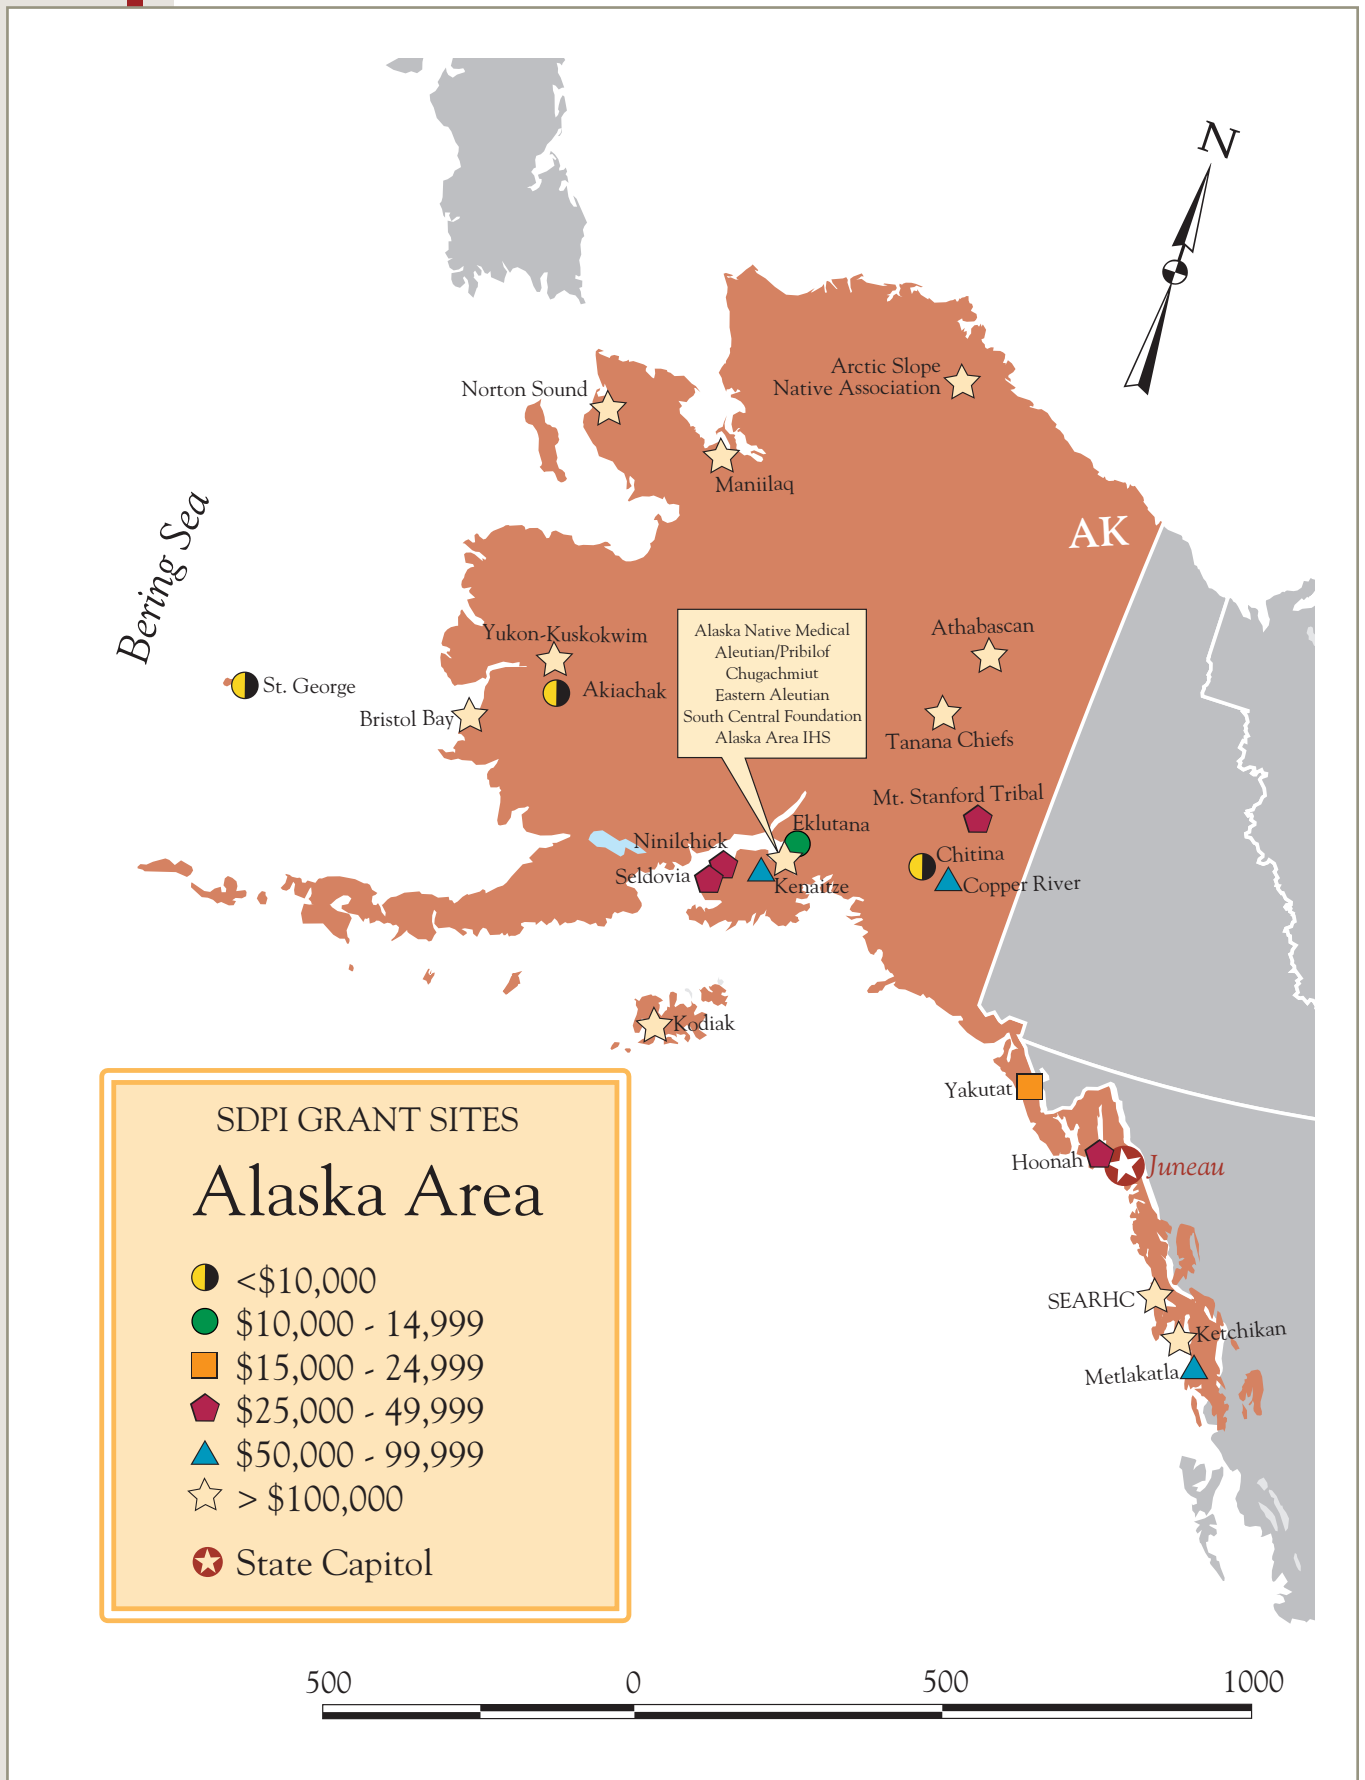 N
Arctic Slope
Native Association
Norton Sound
Maniilaq
AK
Bering Sea
Yukon-Kuskokwim
Akiachak
St. George
Bristol Bay
Alaska Native Medical
Aleutian/Pribilof
Chugachmiut
Eastern Aleutian
South Central Foundation
Alaska Area IHS
Athabascan
Tanana Chiefs
Mt. Stanford Tribal
Eklutana
Ninilchick
Seldovia
Kenaitze
Chitina
Copper River
Kodiak
Yakutat
Hoonah
Juneau
SEARHC
Ketchikan
Metlakatla
SDPI GRANT SITES
Alaska Area
<$10,000
$10,000 - 14,999
$15,000 - 24,999
$25,000 - 49,999
$50,000 - 99,999
> $100,000
State Capitol
500 0 500 1000